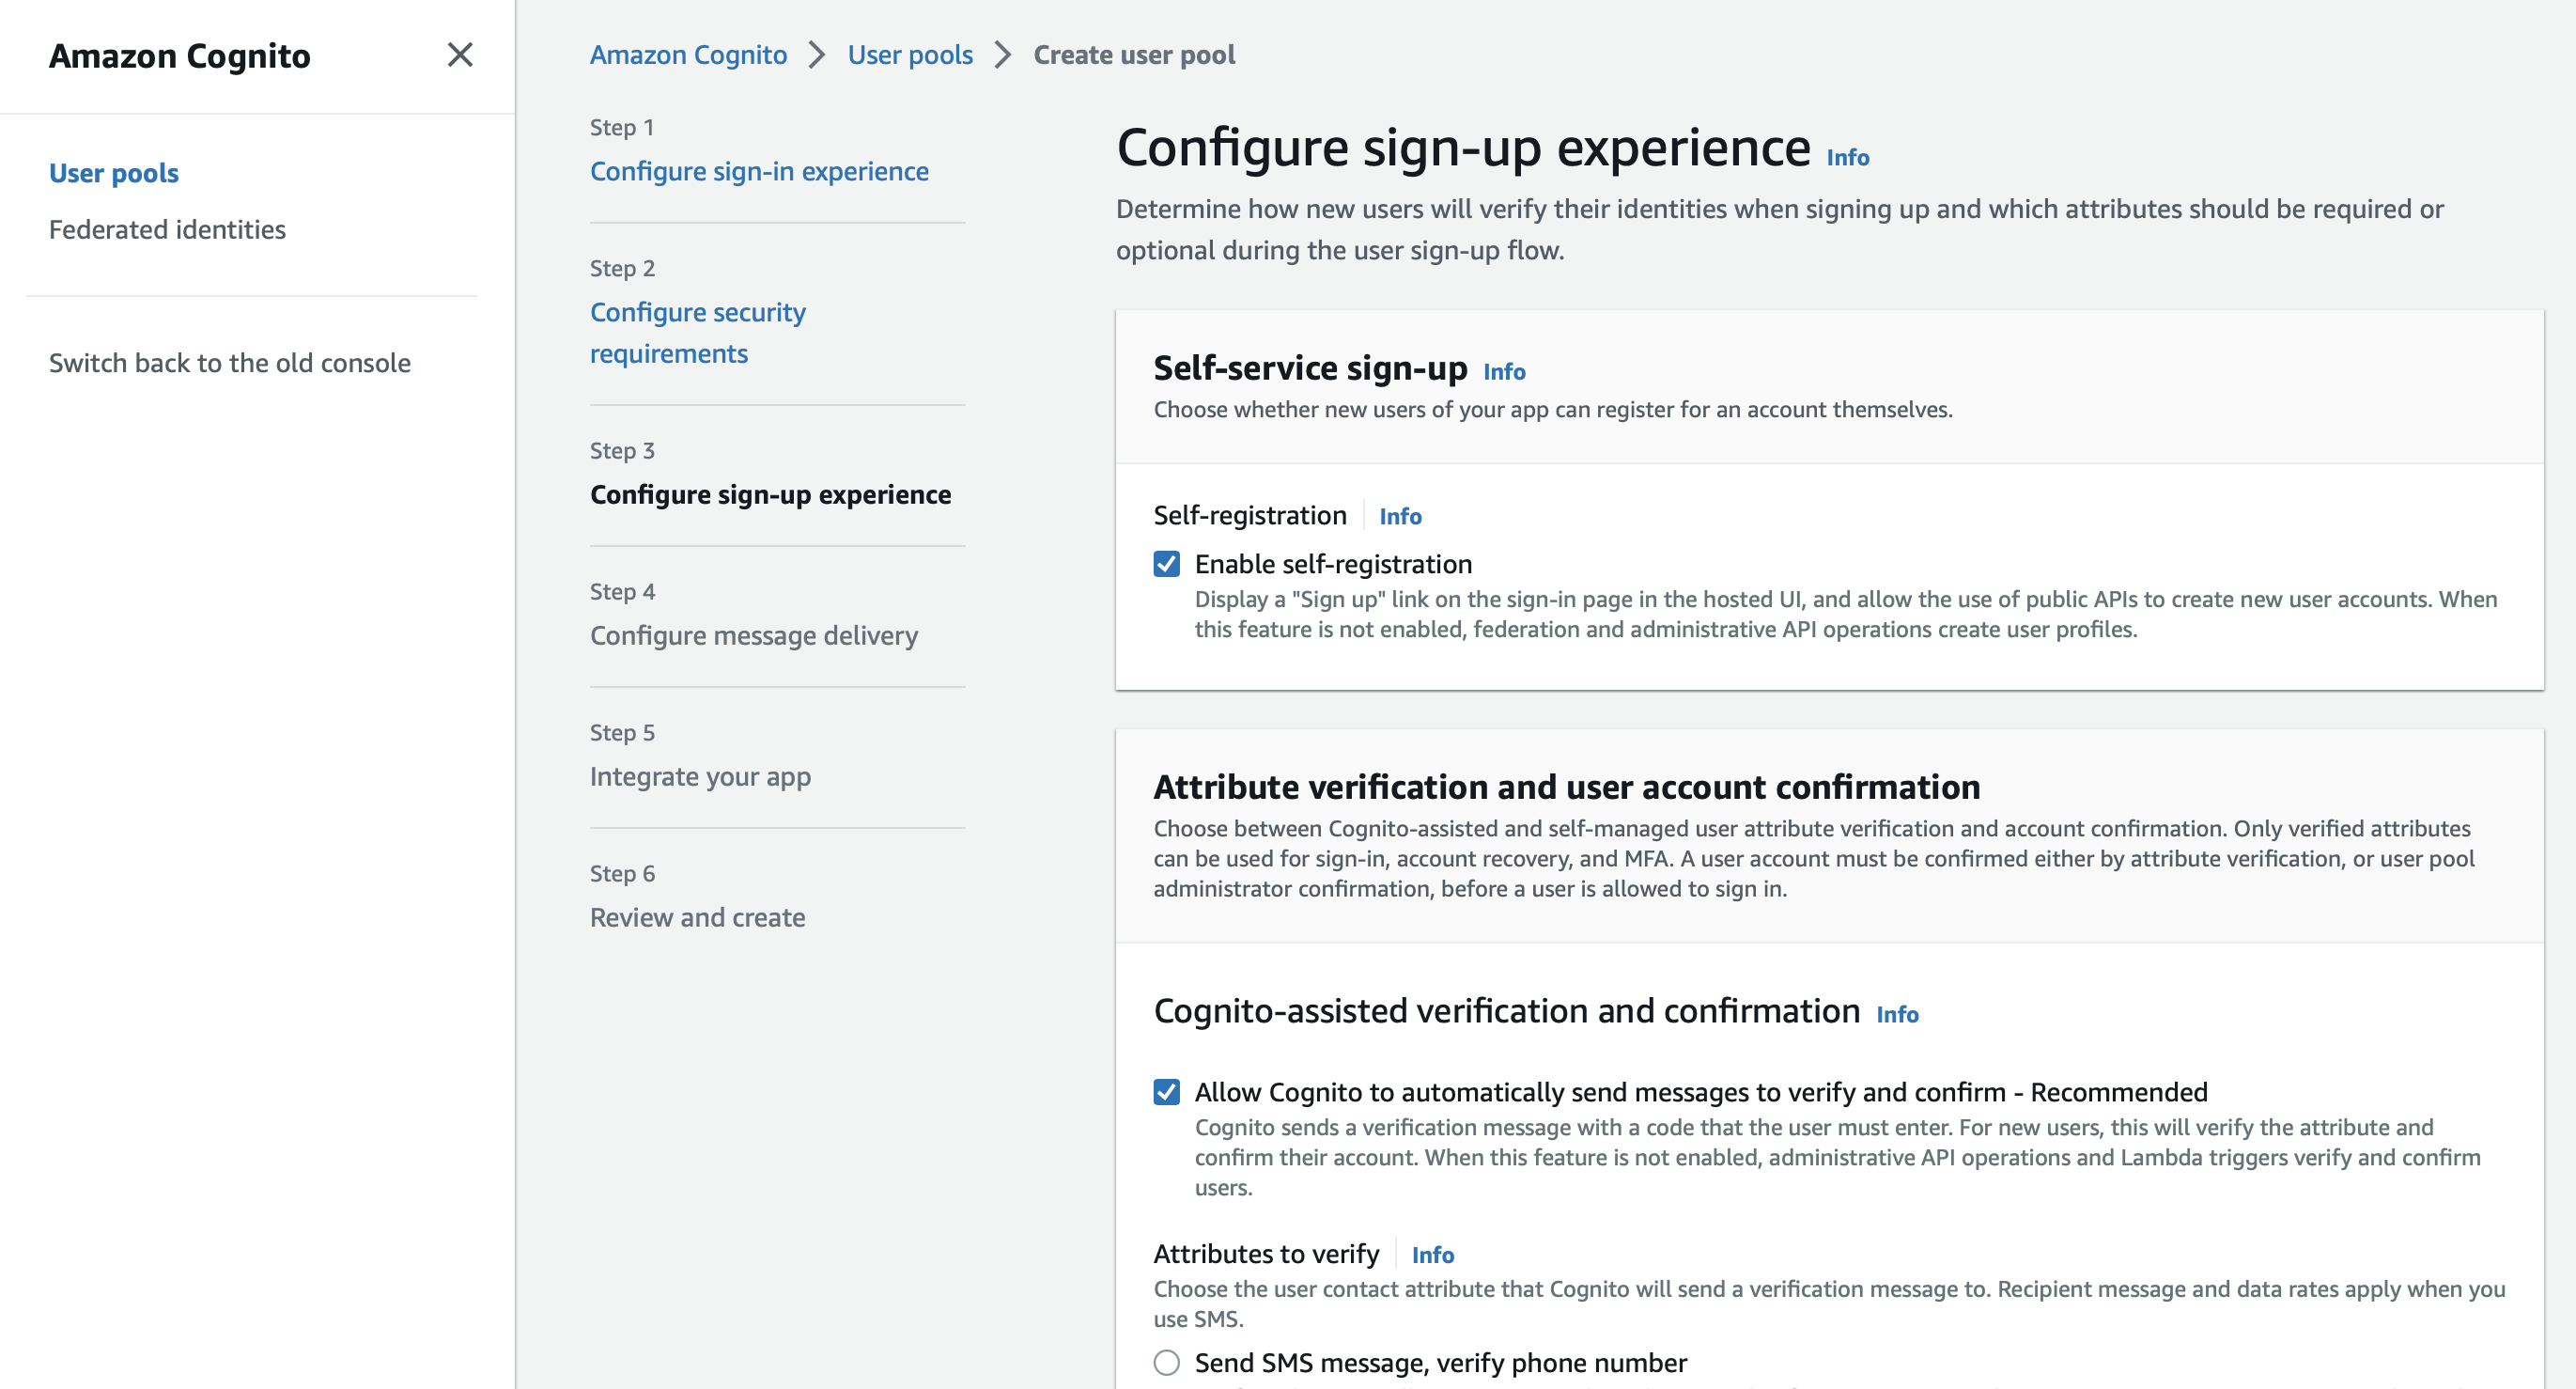 Amazon Cognito
User pools
Federated identities
Switch back to the old console
Amazon Cognito > User pools > Create user pool
Step 1
Configure sign-in experience
Step 2
Configure security
requirements
Step 3
Configure sign-up experience
Step 4
Configure message delivery
Step 5
Integrate your app
Step 6
Review and create
Configure sign-up experience Info
Determine how new users will verify their identities when signing up and which attributes should be required or
optional during the user sign-up flow.
Self-service sign-up Info
Choose whether new users of your app can register for an account themselves.
Self-registration Info
Enable self-registration
Display a "Sign up" link on the sign-in page in the hosted UI, and allow the use of public APIs to create new user accounts. When
this feature is not enabled, federation and administrative API operations create user profiles.
Attribute verification and user account confirmation
Choose between Cognito-assisted and self-managed user attribute verification and account confirmation. Only verified attributes
can be used for sign-in, account recovery, and MFA. A user account must be confirmed either by attribute verification, or user pool
administrator confirmation, before a user is allowed to sign in.
Cognito-assisted verification and confirmation Info
Allow Cognito to automatically send messages to verify and confirm - Recommended
Cognito sends a verification message with a code that the user must enter. For new users, this will verify the attribute and
confirm their account. When this feature is not enabled, administrative API operations and Lambda triggers verify and confirm
users.
Attributes to verify Info
Choose the user contact attribute that Cognito will send a verification message to. Recipient message and data rates apply when you
use SMS.
Send SMS message, verify phone number